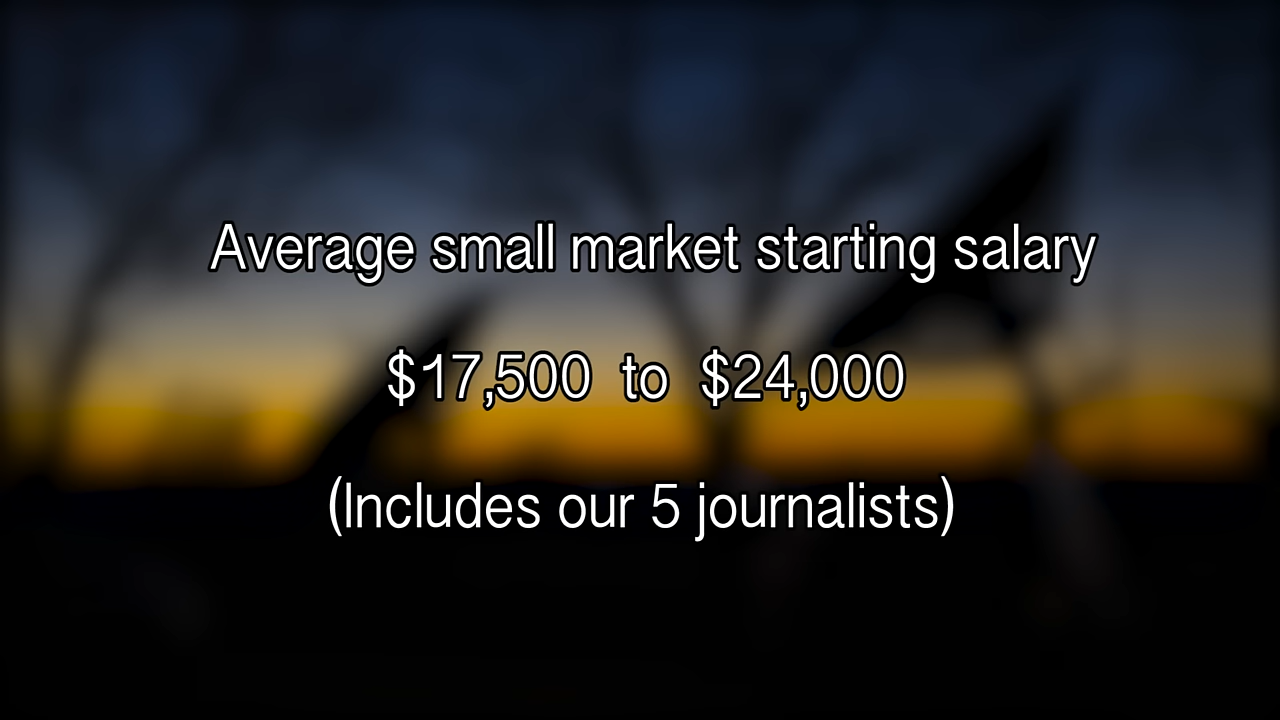 Average small market starting salary
$17,500 to $24,000
(Includes our 5 journalists)